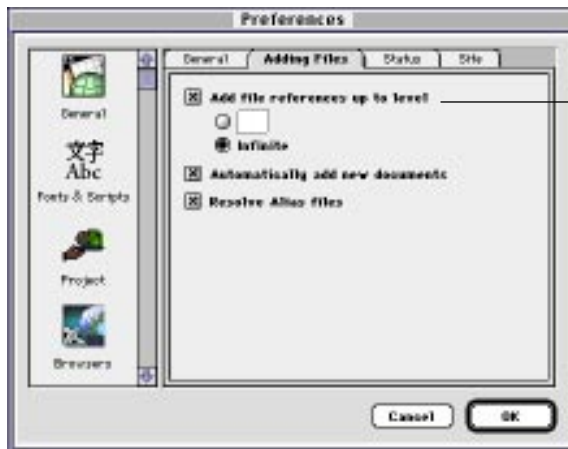 Preferences
General
Adding Files
Status
Site
General
文字
Abc
Fonts & Scripts
Project
Browsers
Add file references up to level
Infinite
Automatically add new documents
Resolve Alias files
Cancel
OK